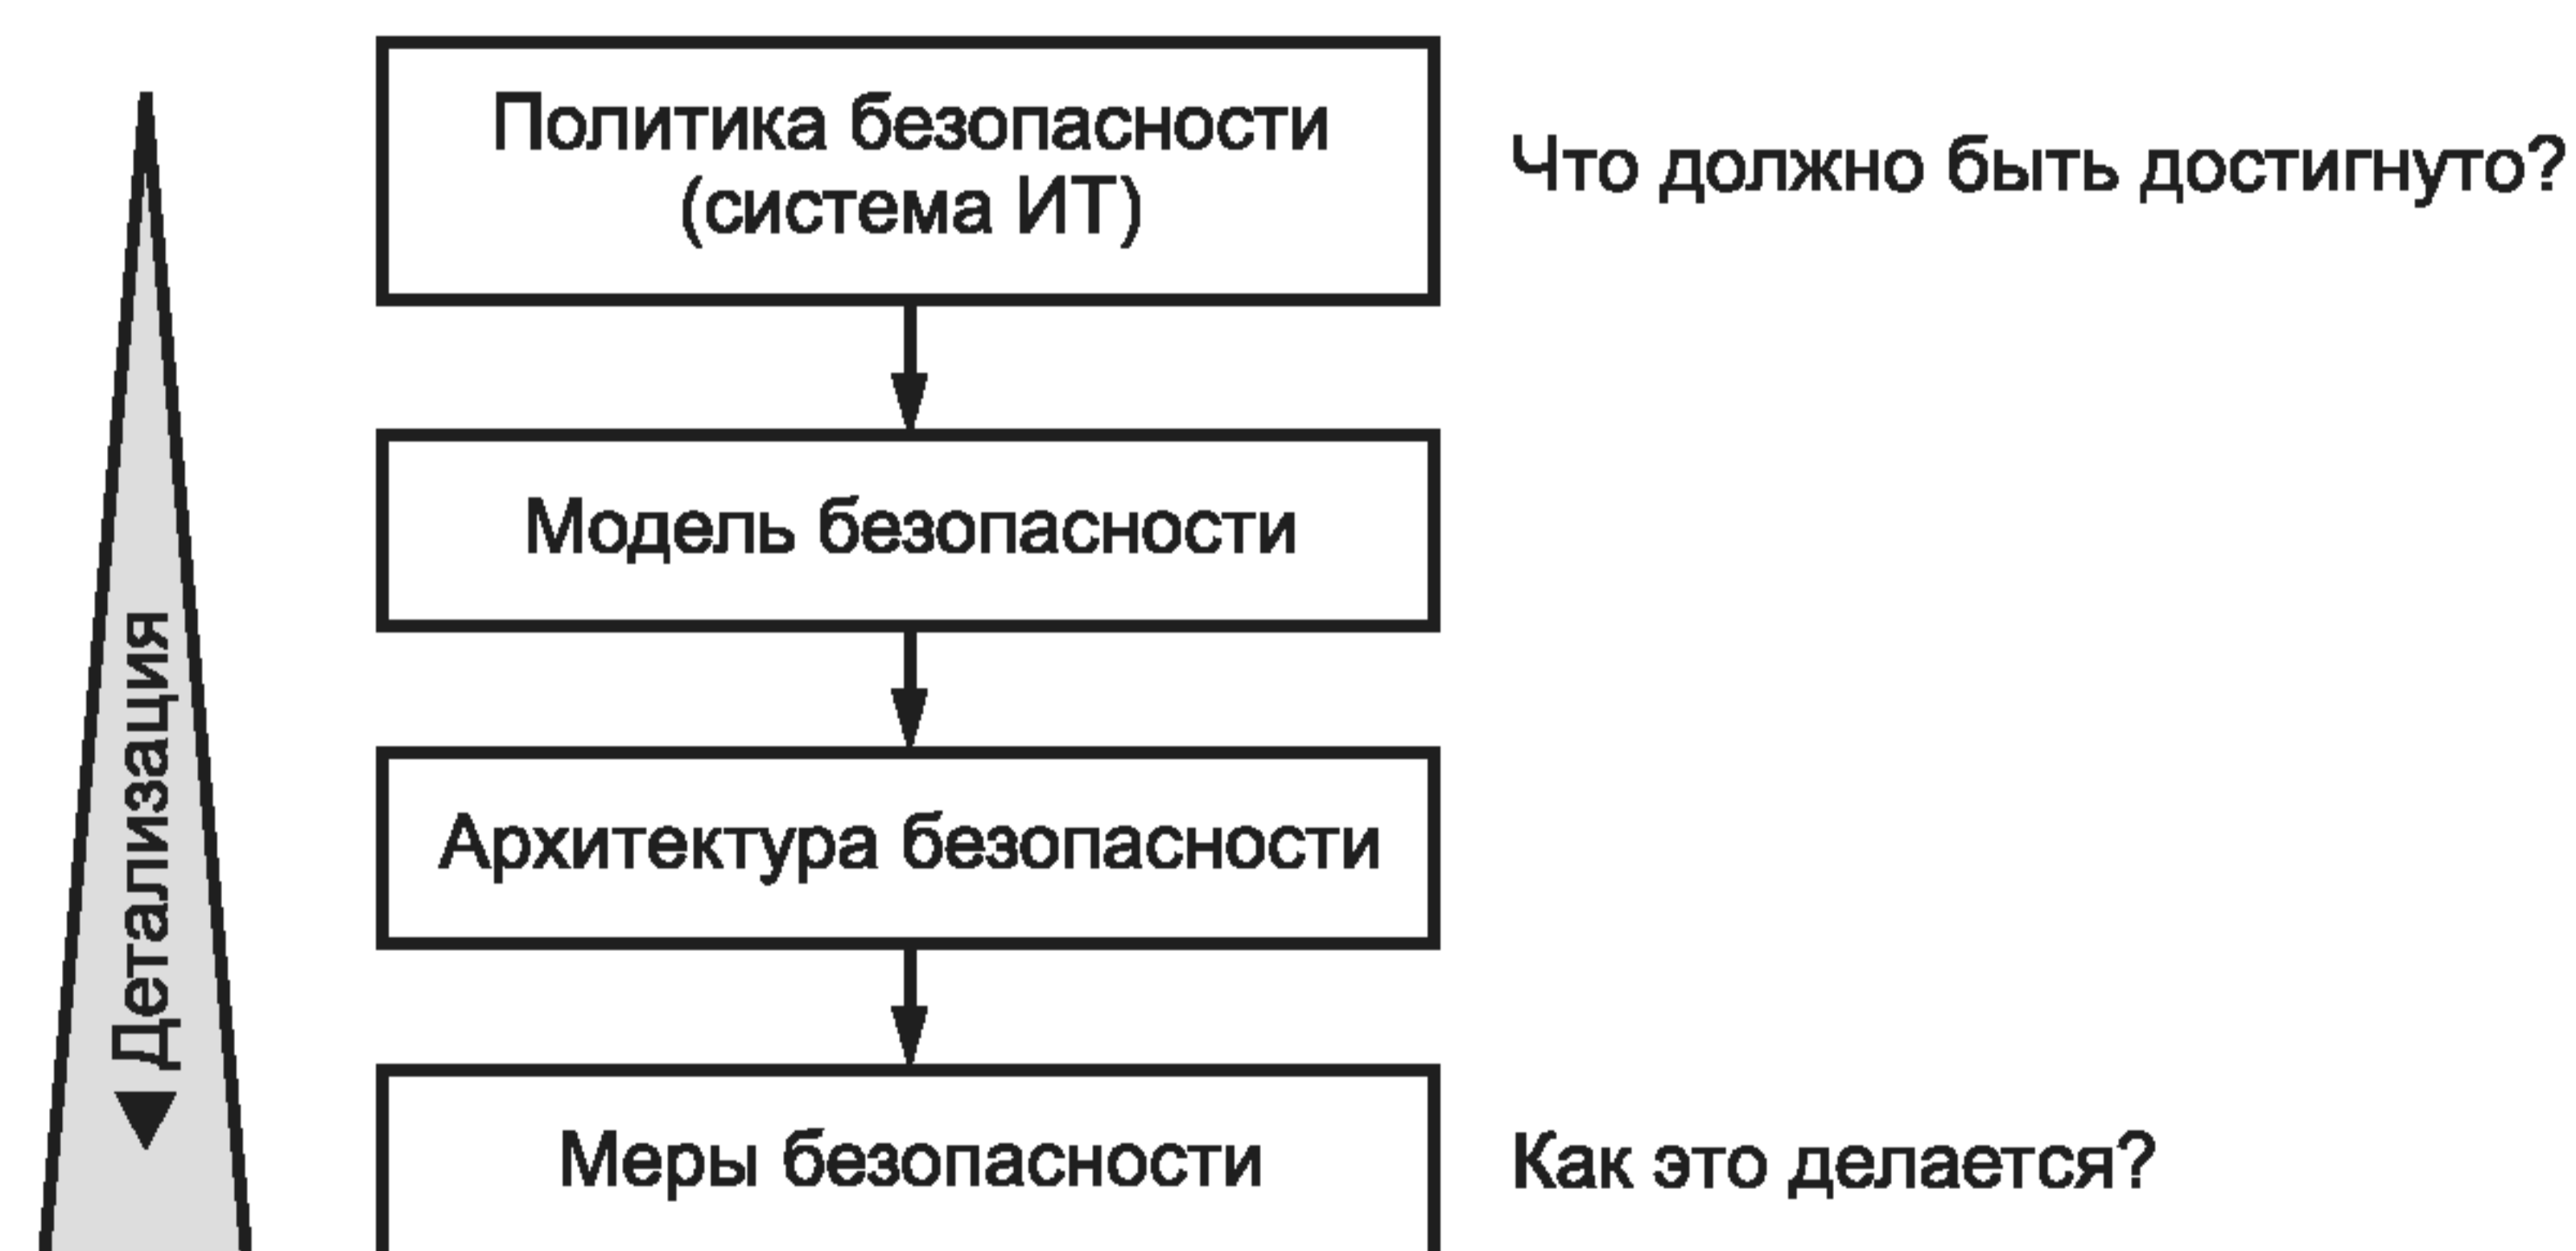 Политика безопасности
(система ИТ)
Что должно быть достигнуто?
Модель безопасности
Детализация
Архитектура безопасности
Меры безопасности
Как это делается?